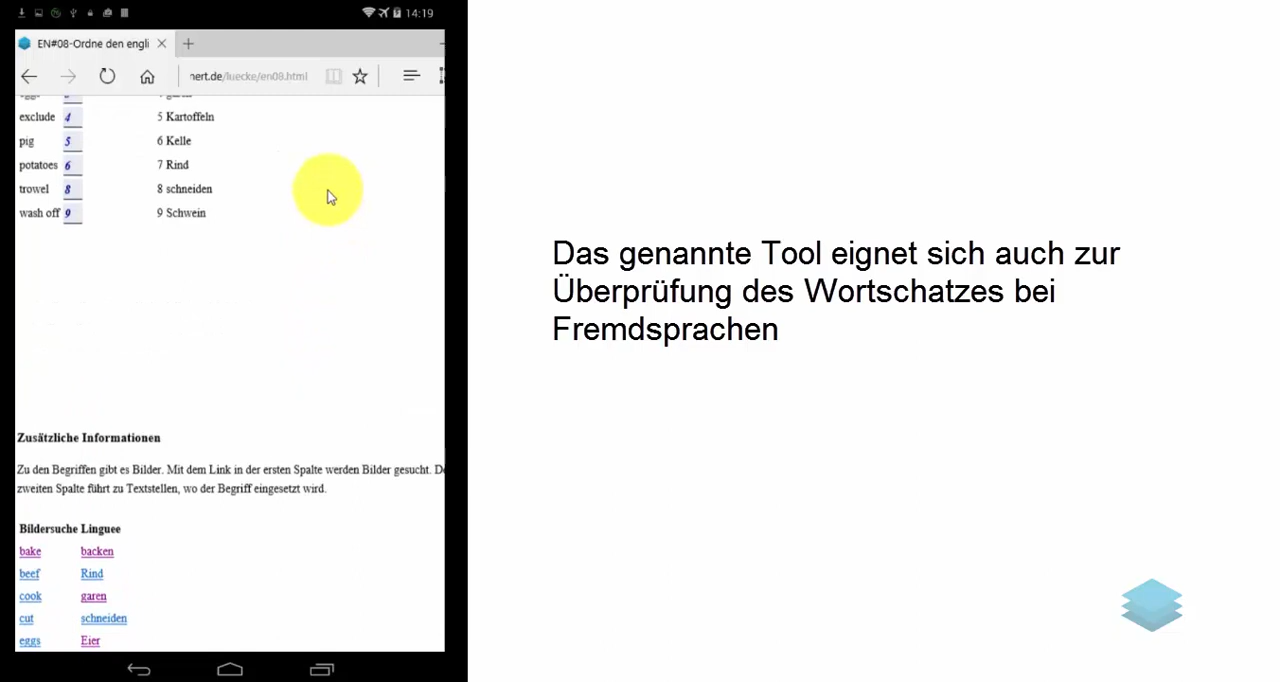 14:19
EN#08-Ordne den engli
nert.de/luecke/en08.html
exclude 4 5 Kartoffeln
pig 5 6 Kelle
potatoes 6 7 Rind
trowel 8 8 schneiden
wash off 9 9 Schwein
Zusätzliche Informationen
Zu den Begriffen gibt es Bilder. Mit dem Link in der ersten Spalte werden Bilder gesucht. De
zweiten Spalte führt zu Textstellen, wo der Begriff eingesetzt wird.
Bildersuche Linguee
bake backen
beef Rind
cook garen
cut schneiden
eggs Eier
Das genannte Tool eignet sich auch zur
Überprüfung des Wortschatzes bei
Fremdsprachen